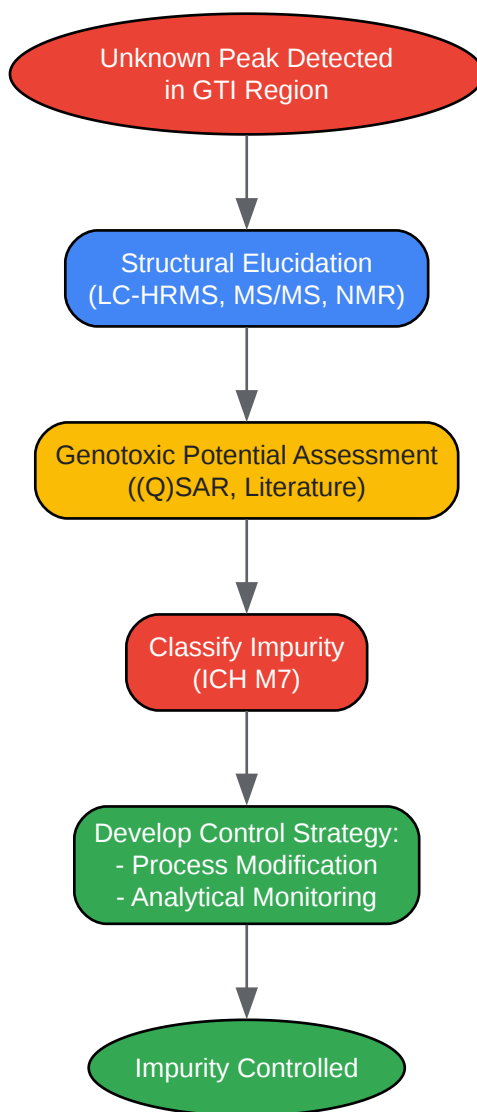 Unknown Peak Detected
in GTI Region
Structural Elucidation
(LC-HRMS, MS/MS, NMR)
Genotoxic Potential Assessment
((Q)SAR, Literature)
Classify Impurity
(ICH M7)
Develop Control Strategy:
- Process Modification
- Analytical Monitoring
Impurity Controlled